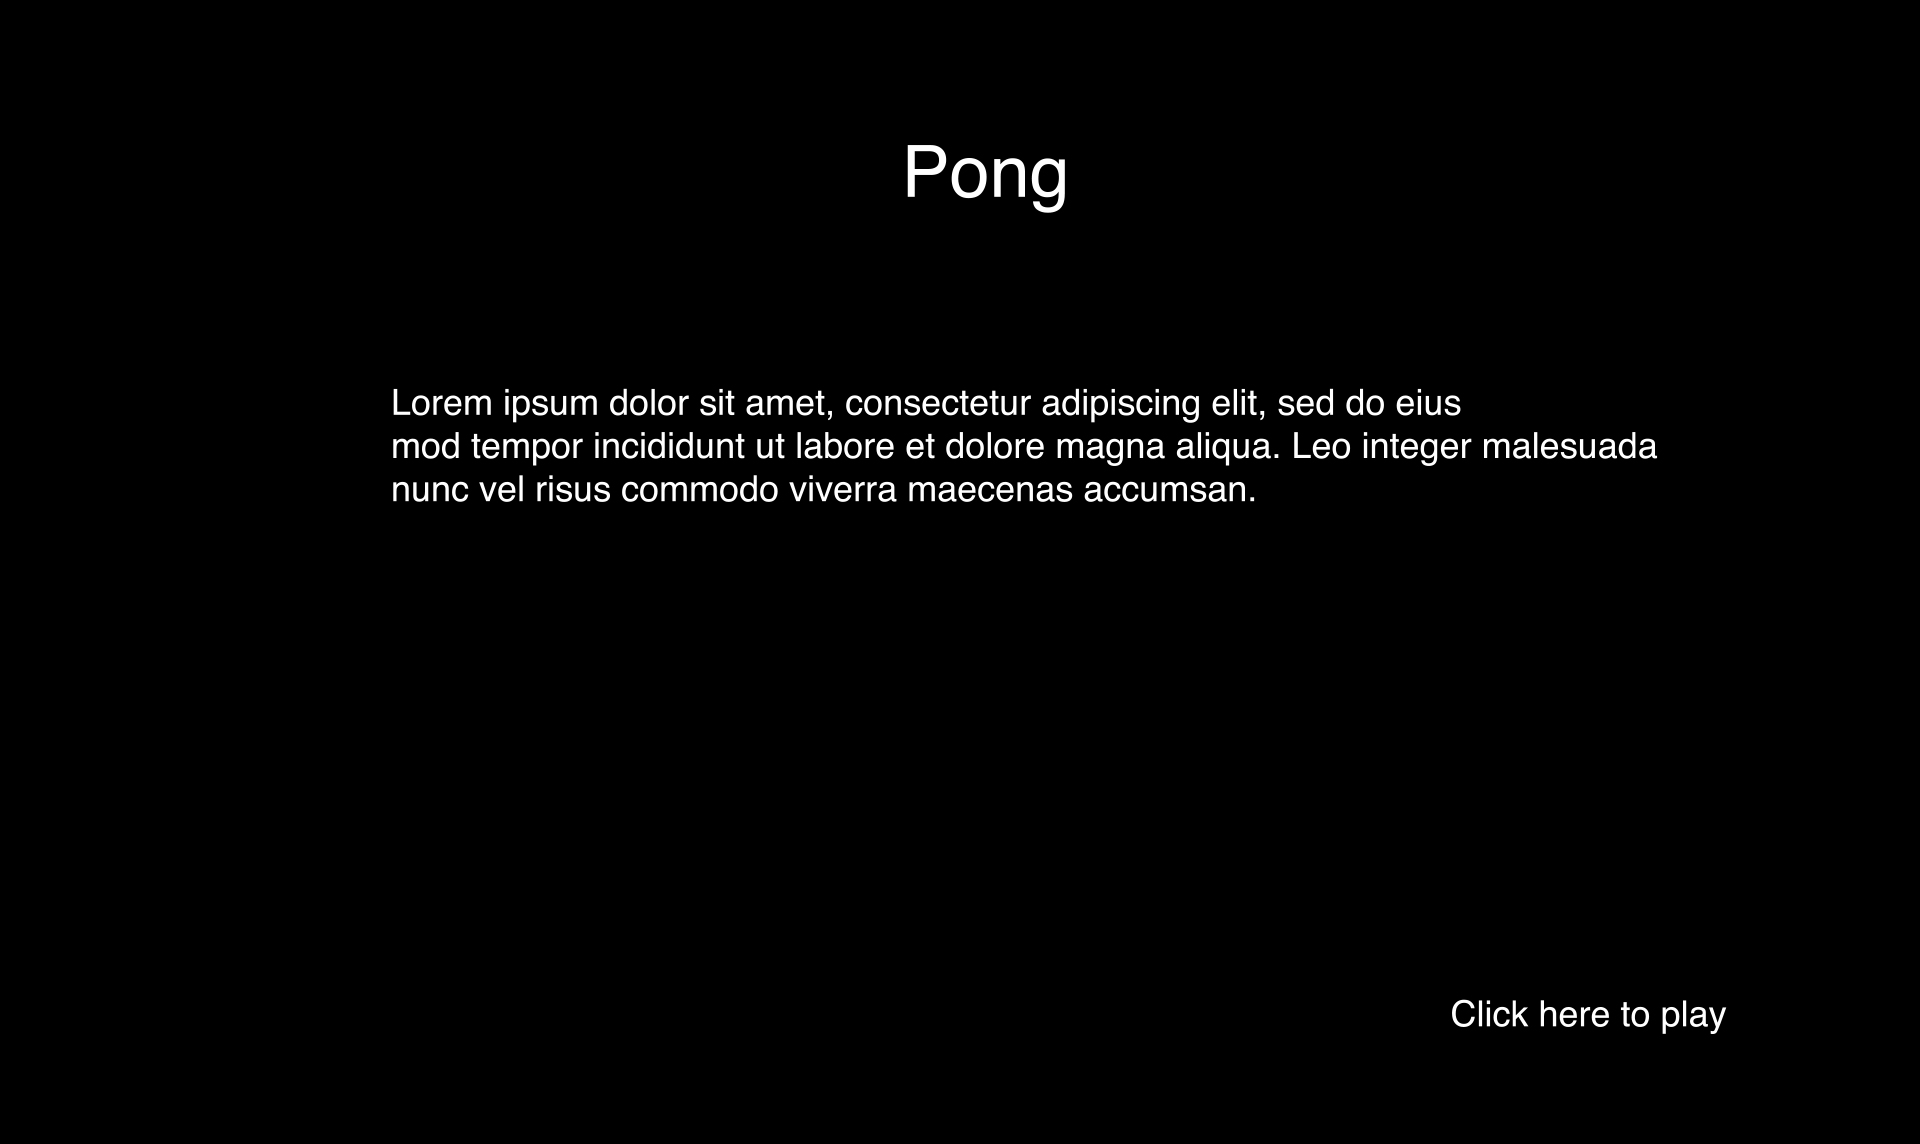 Pong
Lorem ipsum dolor sit amet, consectetur adipiscing elit, sed do eius
mod tempor incididunt ut labore et dolore magna aliqua. Leo integer malesuada
nunc vel risus commodo viverra maecenas accumsan.
Click here to play